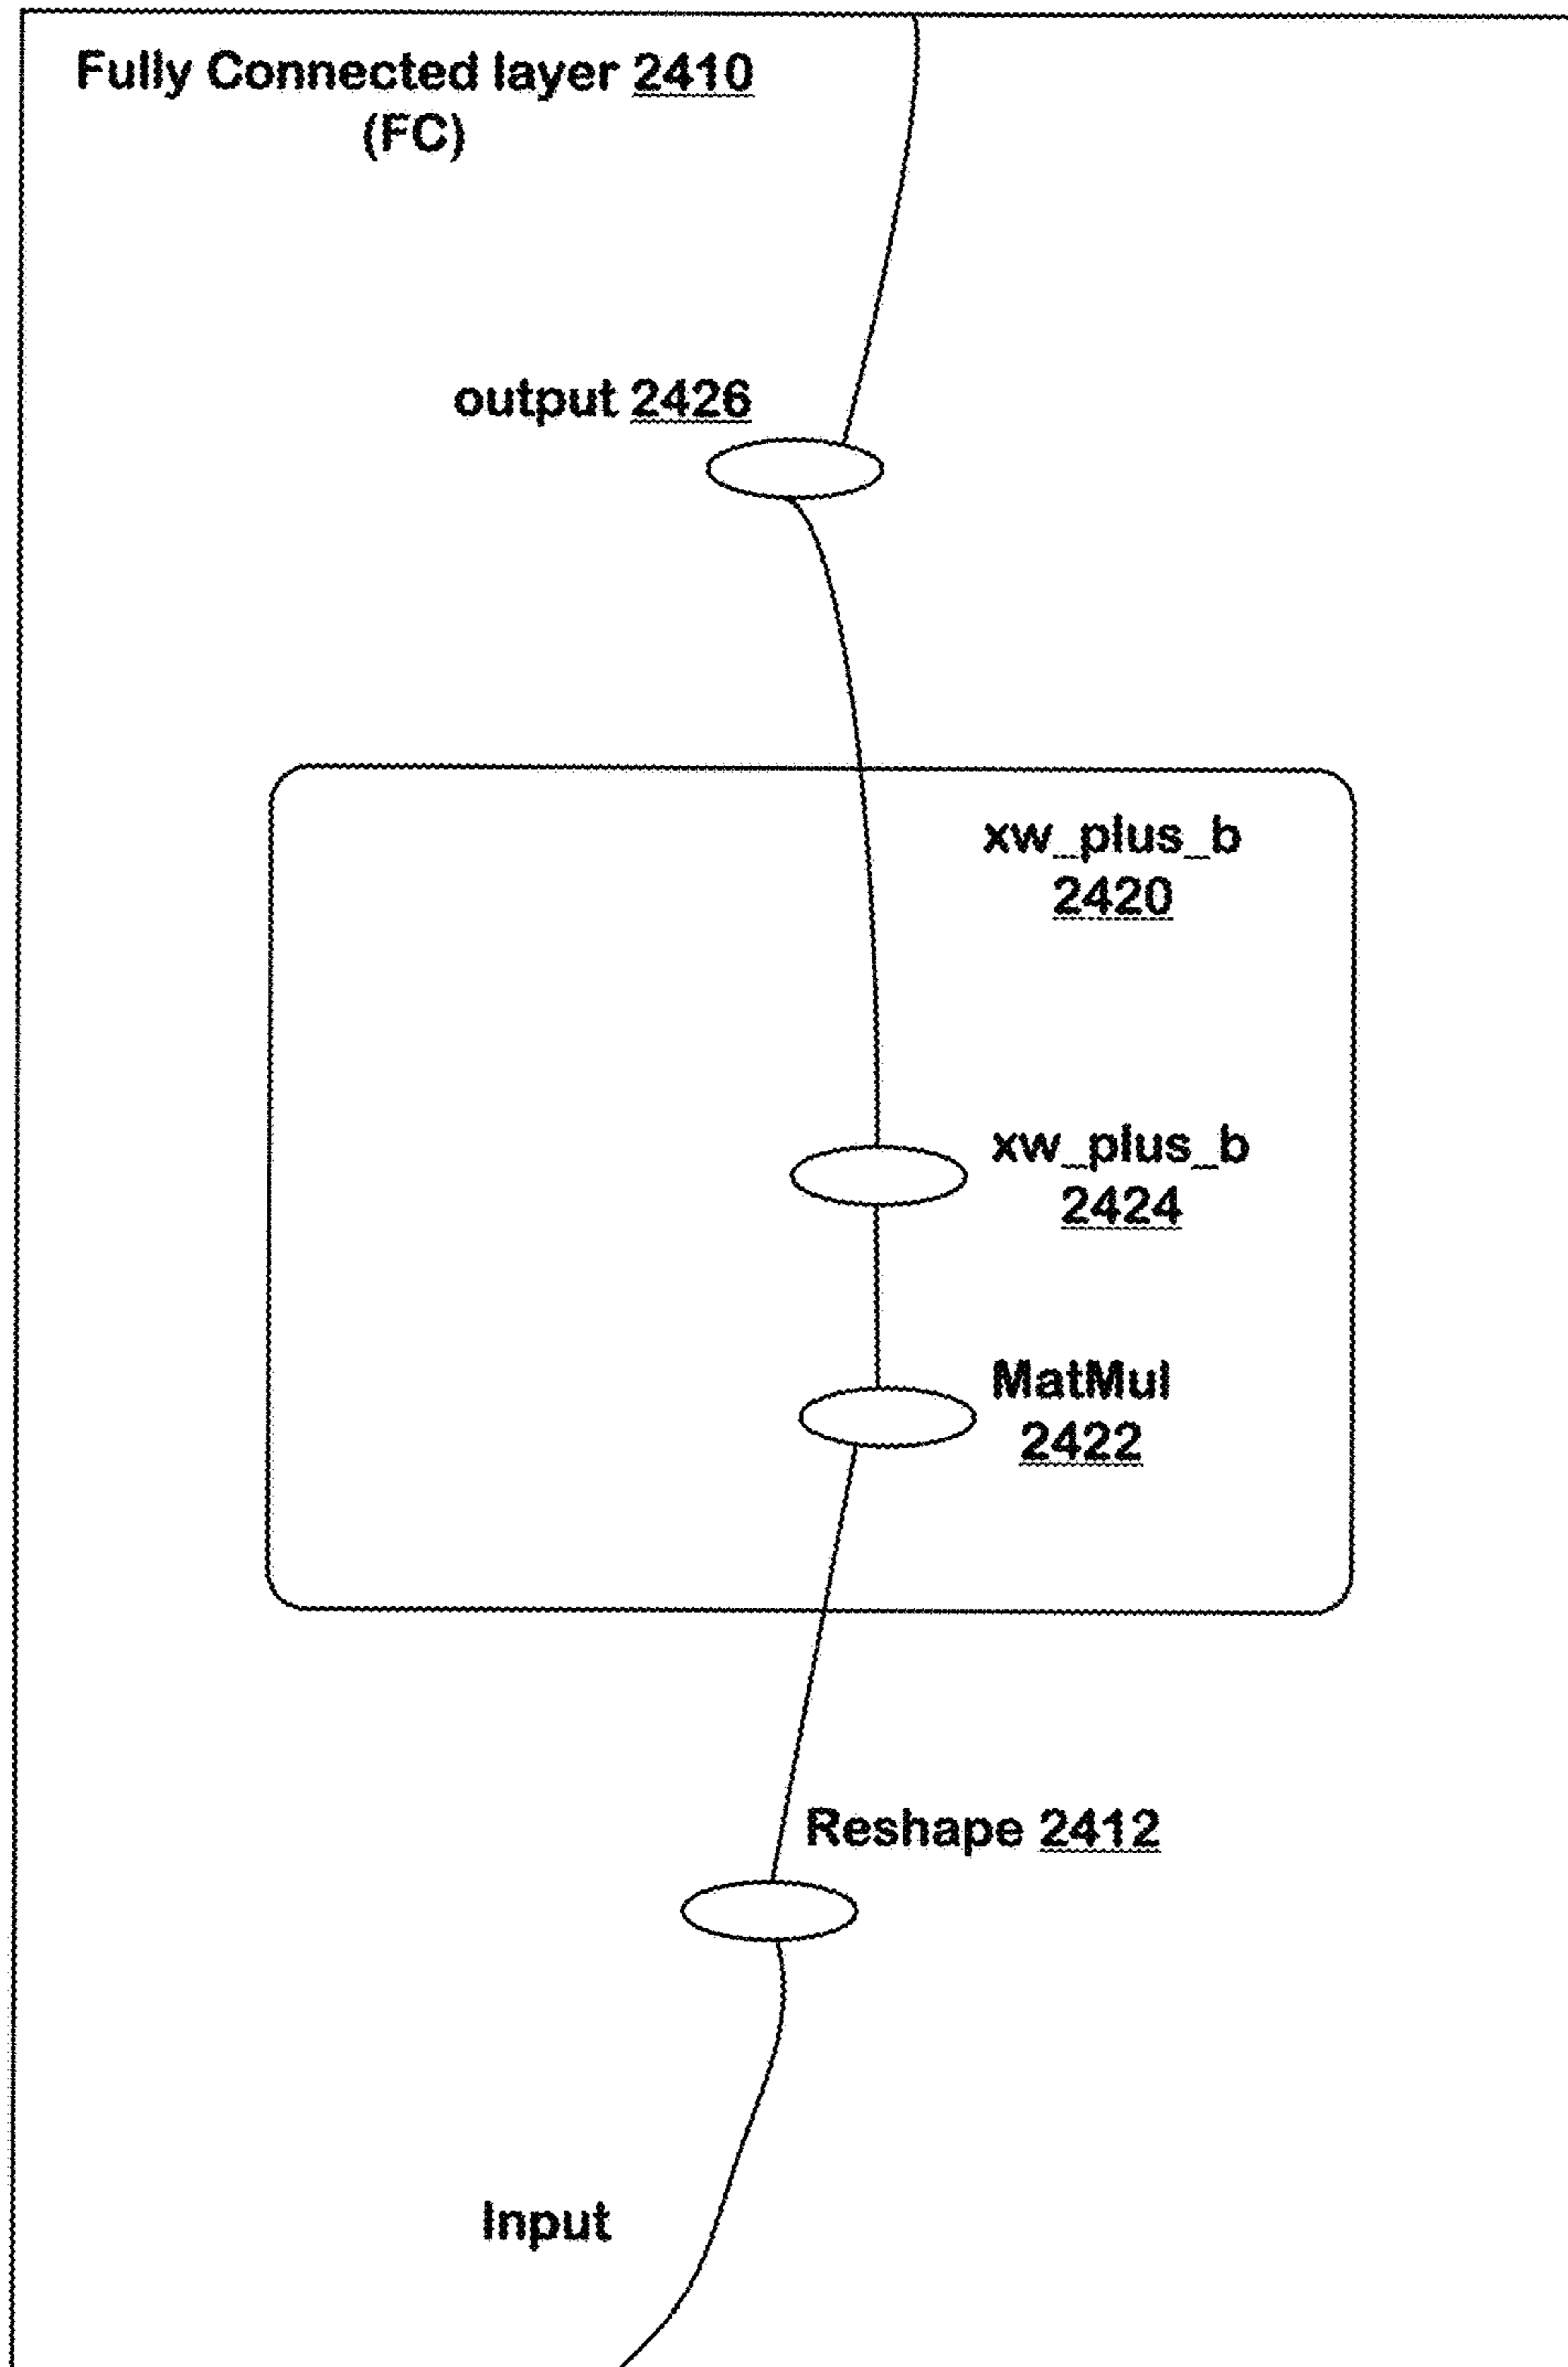 Fully Connected layer 2410
(FC)
output 2426
xw_plus_b
2420
xw_plus_b
2424
MatMul
2422
Reshape 2412
Input